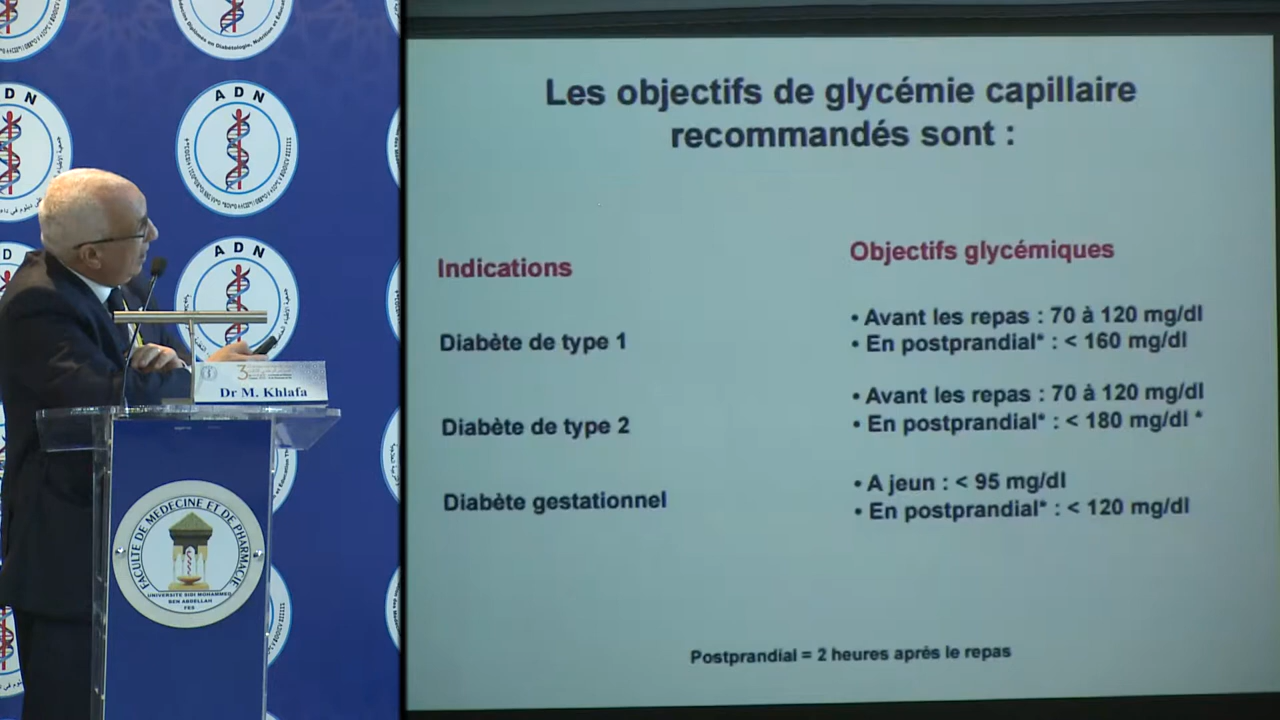 Les objectifs de glycémie capillaire
recommandés sont :
Indications
Objectifs glycémiques
Diabète de type 1
• Avant les repas : 70 à 120 mg/dl
• En postprandial* : < 160 mg/dl
Diabète de type 2
• Avant les repas : 70 à 120 mg/dl
• En postprandial* : < 180 mg/dl *
Diabète gestationnel
• A jeun : < 95 mg/dl
• En postprandial* : < 120 mg/dl
Postprandial = 2 heures après le repas
A D N
A D N
Dr M. Khlafa
FACULTE DE MEDECINE ET DE PHARMACIE
UNIVERSITE SIDI MOHAMMED
BEN ABDELLAH
FES